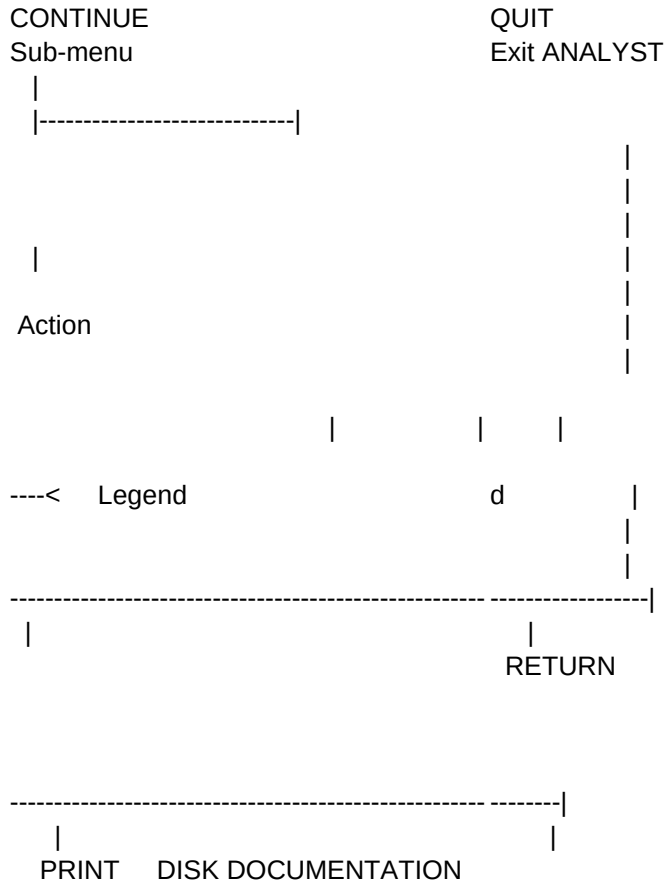 CONTINUE QUIT
Sub-menu Exit ANALYST
|
|-----------------------------|
|
|
|
| |
|
Action |
|
| | |
----< Legend d |
|
|
------------------------------------------------------ ------------------|
| |
RETURN
------------------------------------------------------ --------|
| |
PRINT DISK DOCUMENTATION